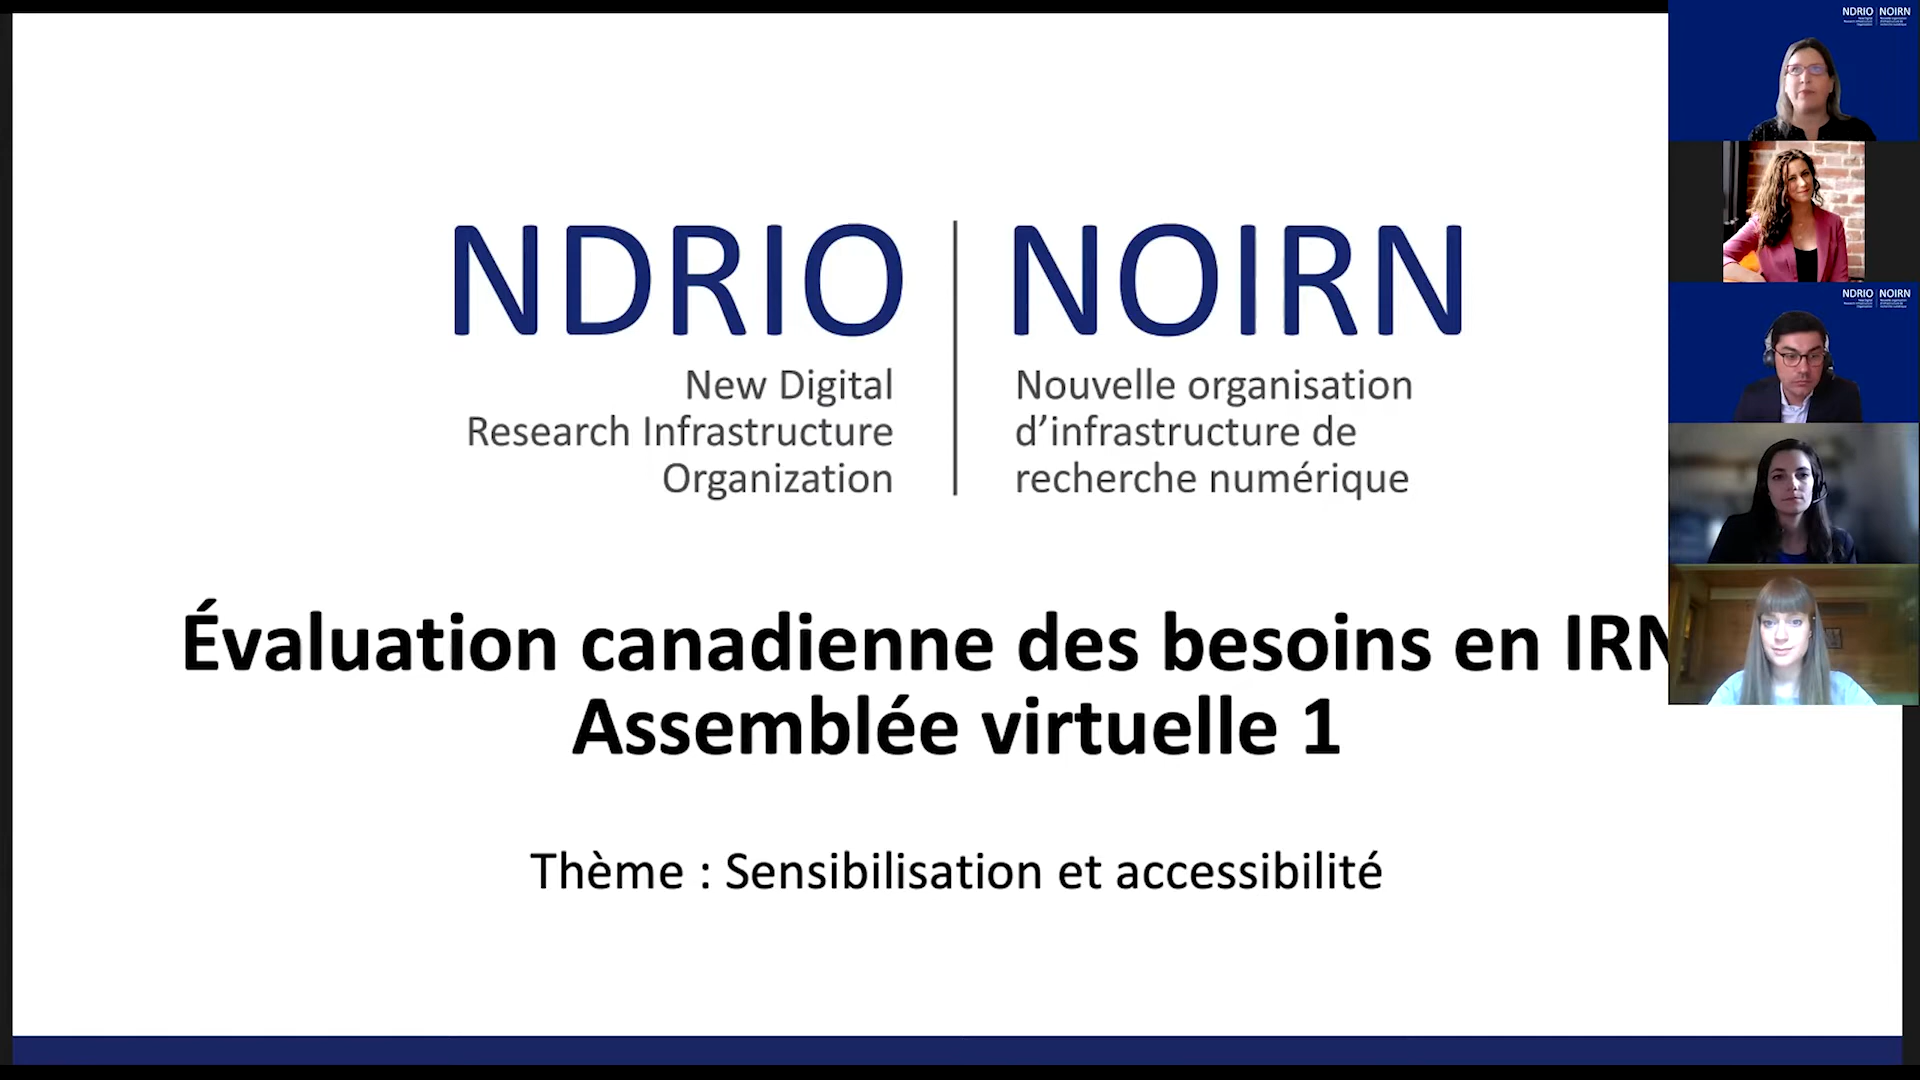 NDRIO
New Digital
Research Infrastructure
Organization
NOIRN
Nouvelle organisation
d’infrastructure de
recherche numérique
Évaluation canadienne des besoins en IRN
Assemblée virtuelle 1
Thème : Sensibilisation et accessibilité
NDRIO NOIRN
NDRIO NOIRN